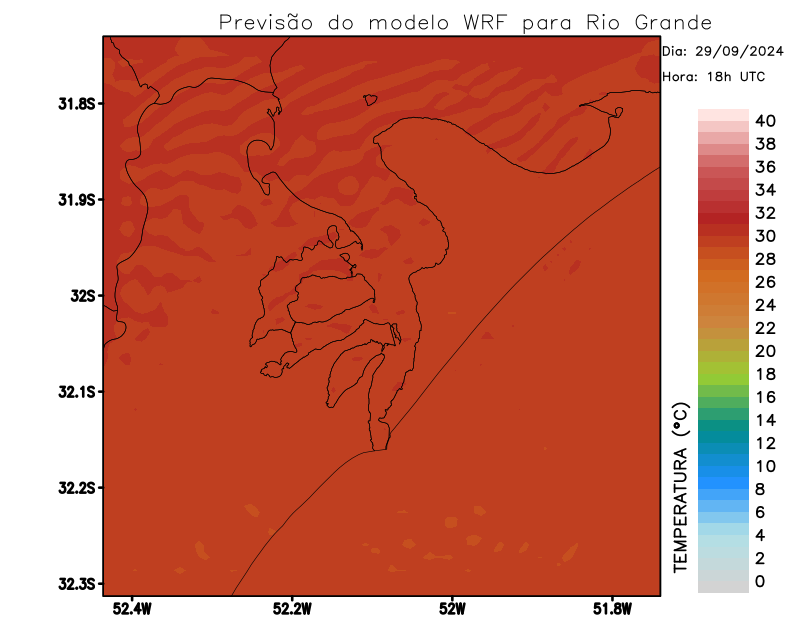 Previsão do modelo WRF para Rio Grande
Dia: 29/09/2024
Hora: 18h UTC
31.8S
31.9S
32S
32.1S
32.2S
32.3S
52.4W
52.2W
52W
51.8W
TEMPERATURA (°C)
40
38
36
34
32
30
28
26
24
22
20
18
16
14
12
10
8
6
4
2
0